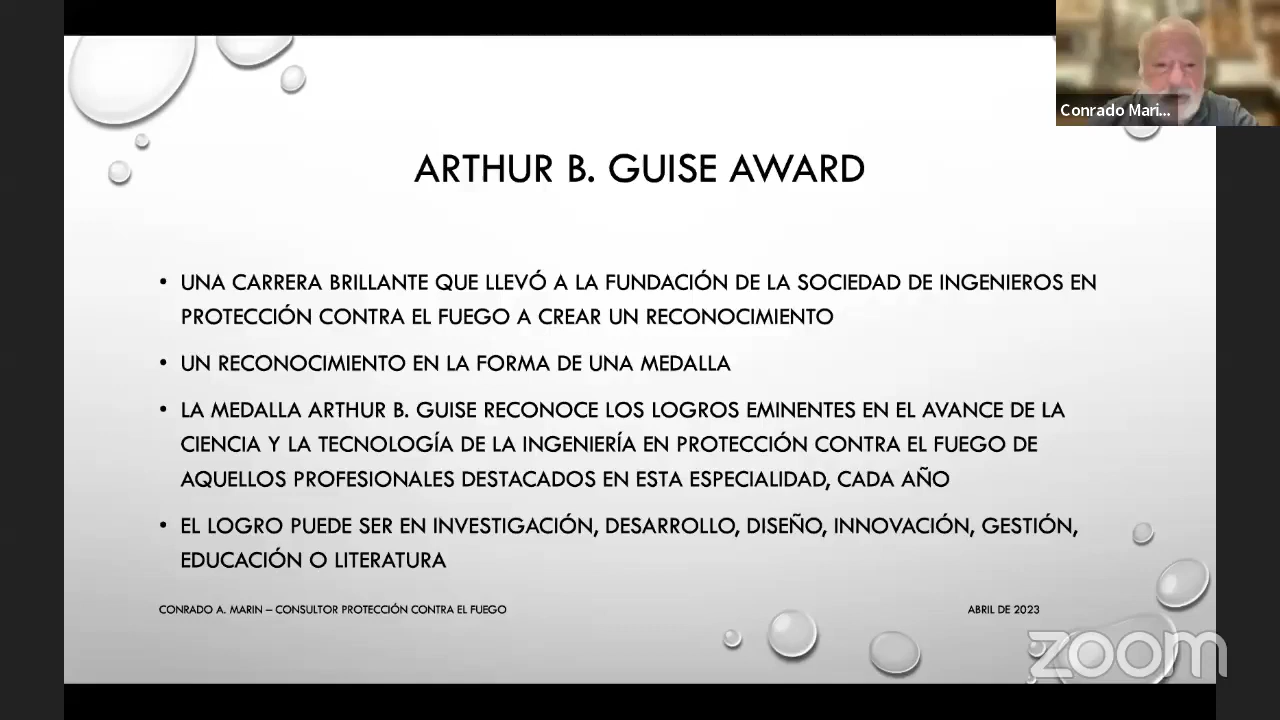 Conrado Mari...
ARTHUR B. GUISE AWARD
• UNA CARRERA BRILLANTE QUE LLEVÓ A LA FUNDACIÓN DE LA SOCIEDAD DE INGENIEROS EN
PROTECCIÓN CONTRA EL FUEGO A CREAR UN RECONOCIMIENTO
• UN RECONOCIMIENTO EN LA FORMA DE UNA MEDALLA
• LA MEDALLA ARTHUR B. GUISE RECONOCE LOS LOGROS EMINENTES EN EL AVANCE DE LA
CIENCIA Y LA TECNOLOGÍA DE LA INGENIERÍA EN PROTECCIÓN CONTRA EL FUEGO DE
AQUELLOS PROFESIONALES DESTACADOS EN ESTA ESPECIALIDAD, CADA AÑO
• EL LOGRO PUEDE SER EN INVESTIGACIÓN, DESARROLLO, DISEÑO, INNOVACIÓN, GESTIÓN,
EDUCACIÓN O LITERATURA
CONRADO A. MARIN – CONSULTOR PROTECCIÓN CONTRA EL FUEGO
ABRIL DE 2023
zoom